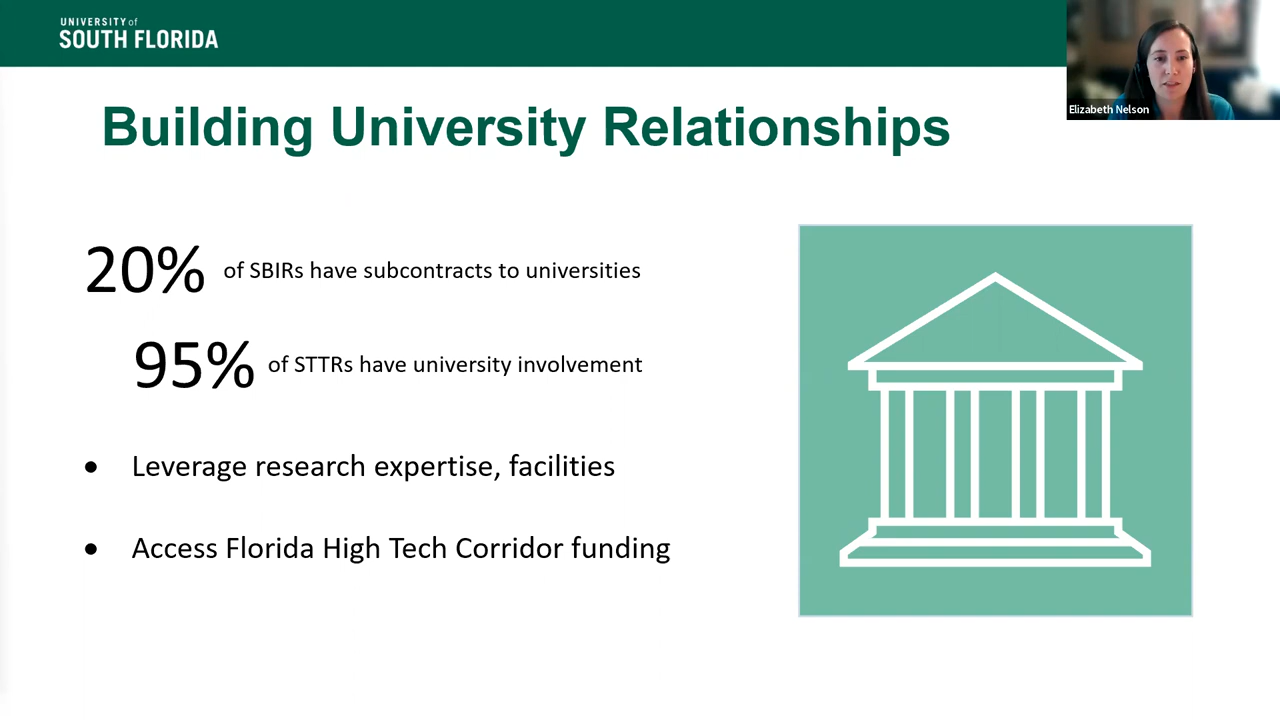 UNIVERSITY of
SOUTH FLORIDA
Elizabeth Nelson
Building University Relationships
20% of SBIRs have subcontracts to universities
95% of STTRs have university involvement
• Leverage research expertise, facilities
• Access Florida High Tech Corridor funding